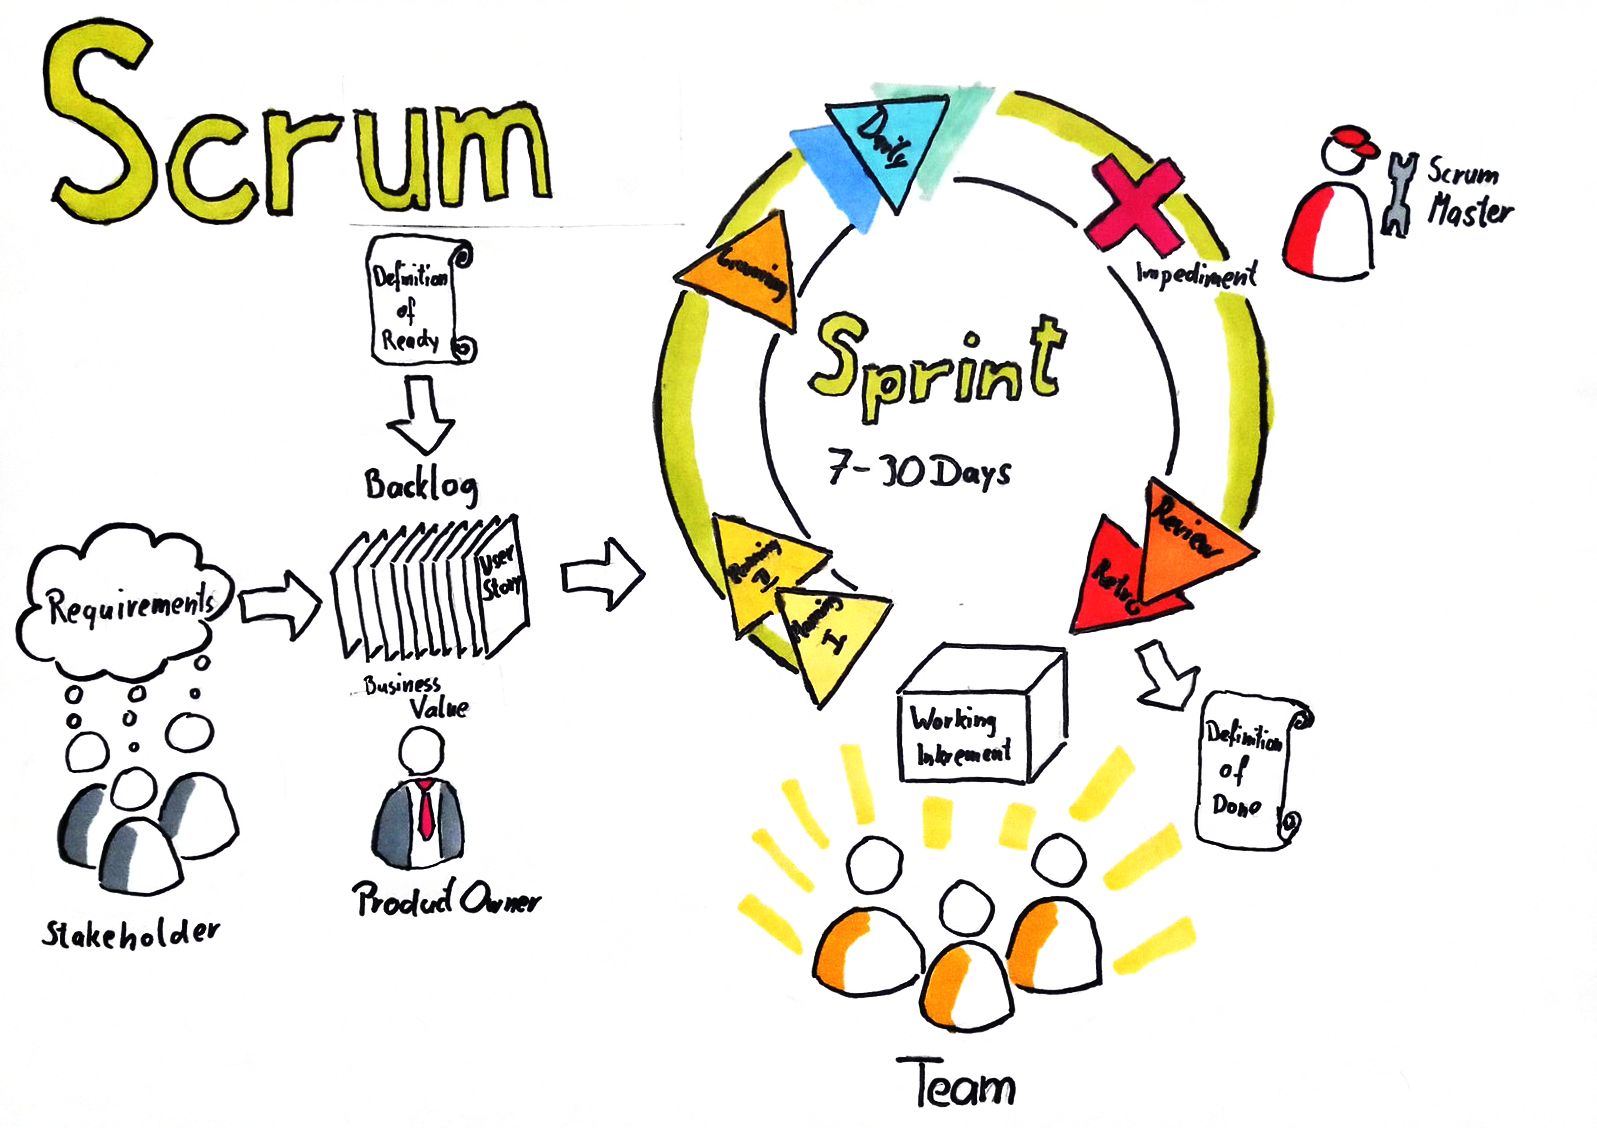 Scrum
Definition
of
Ready
Backlog
User
Story
Requirements
Business
Value
Stakeholder
Product Owner
Daily
Grooming
Sprint
7-30 Days
Impediment
Scrum
Master
Planning
II
Planning
I
Review
Retro
Working
Inkrement
Definition
of
Done
Team